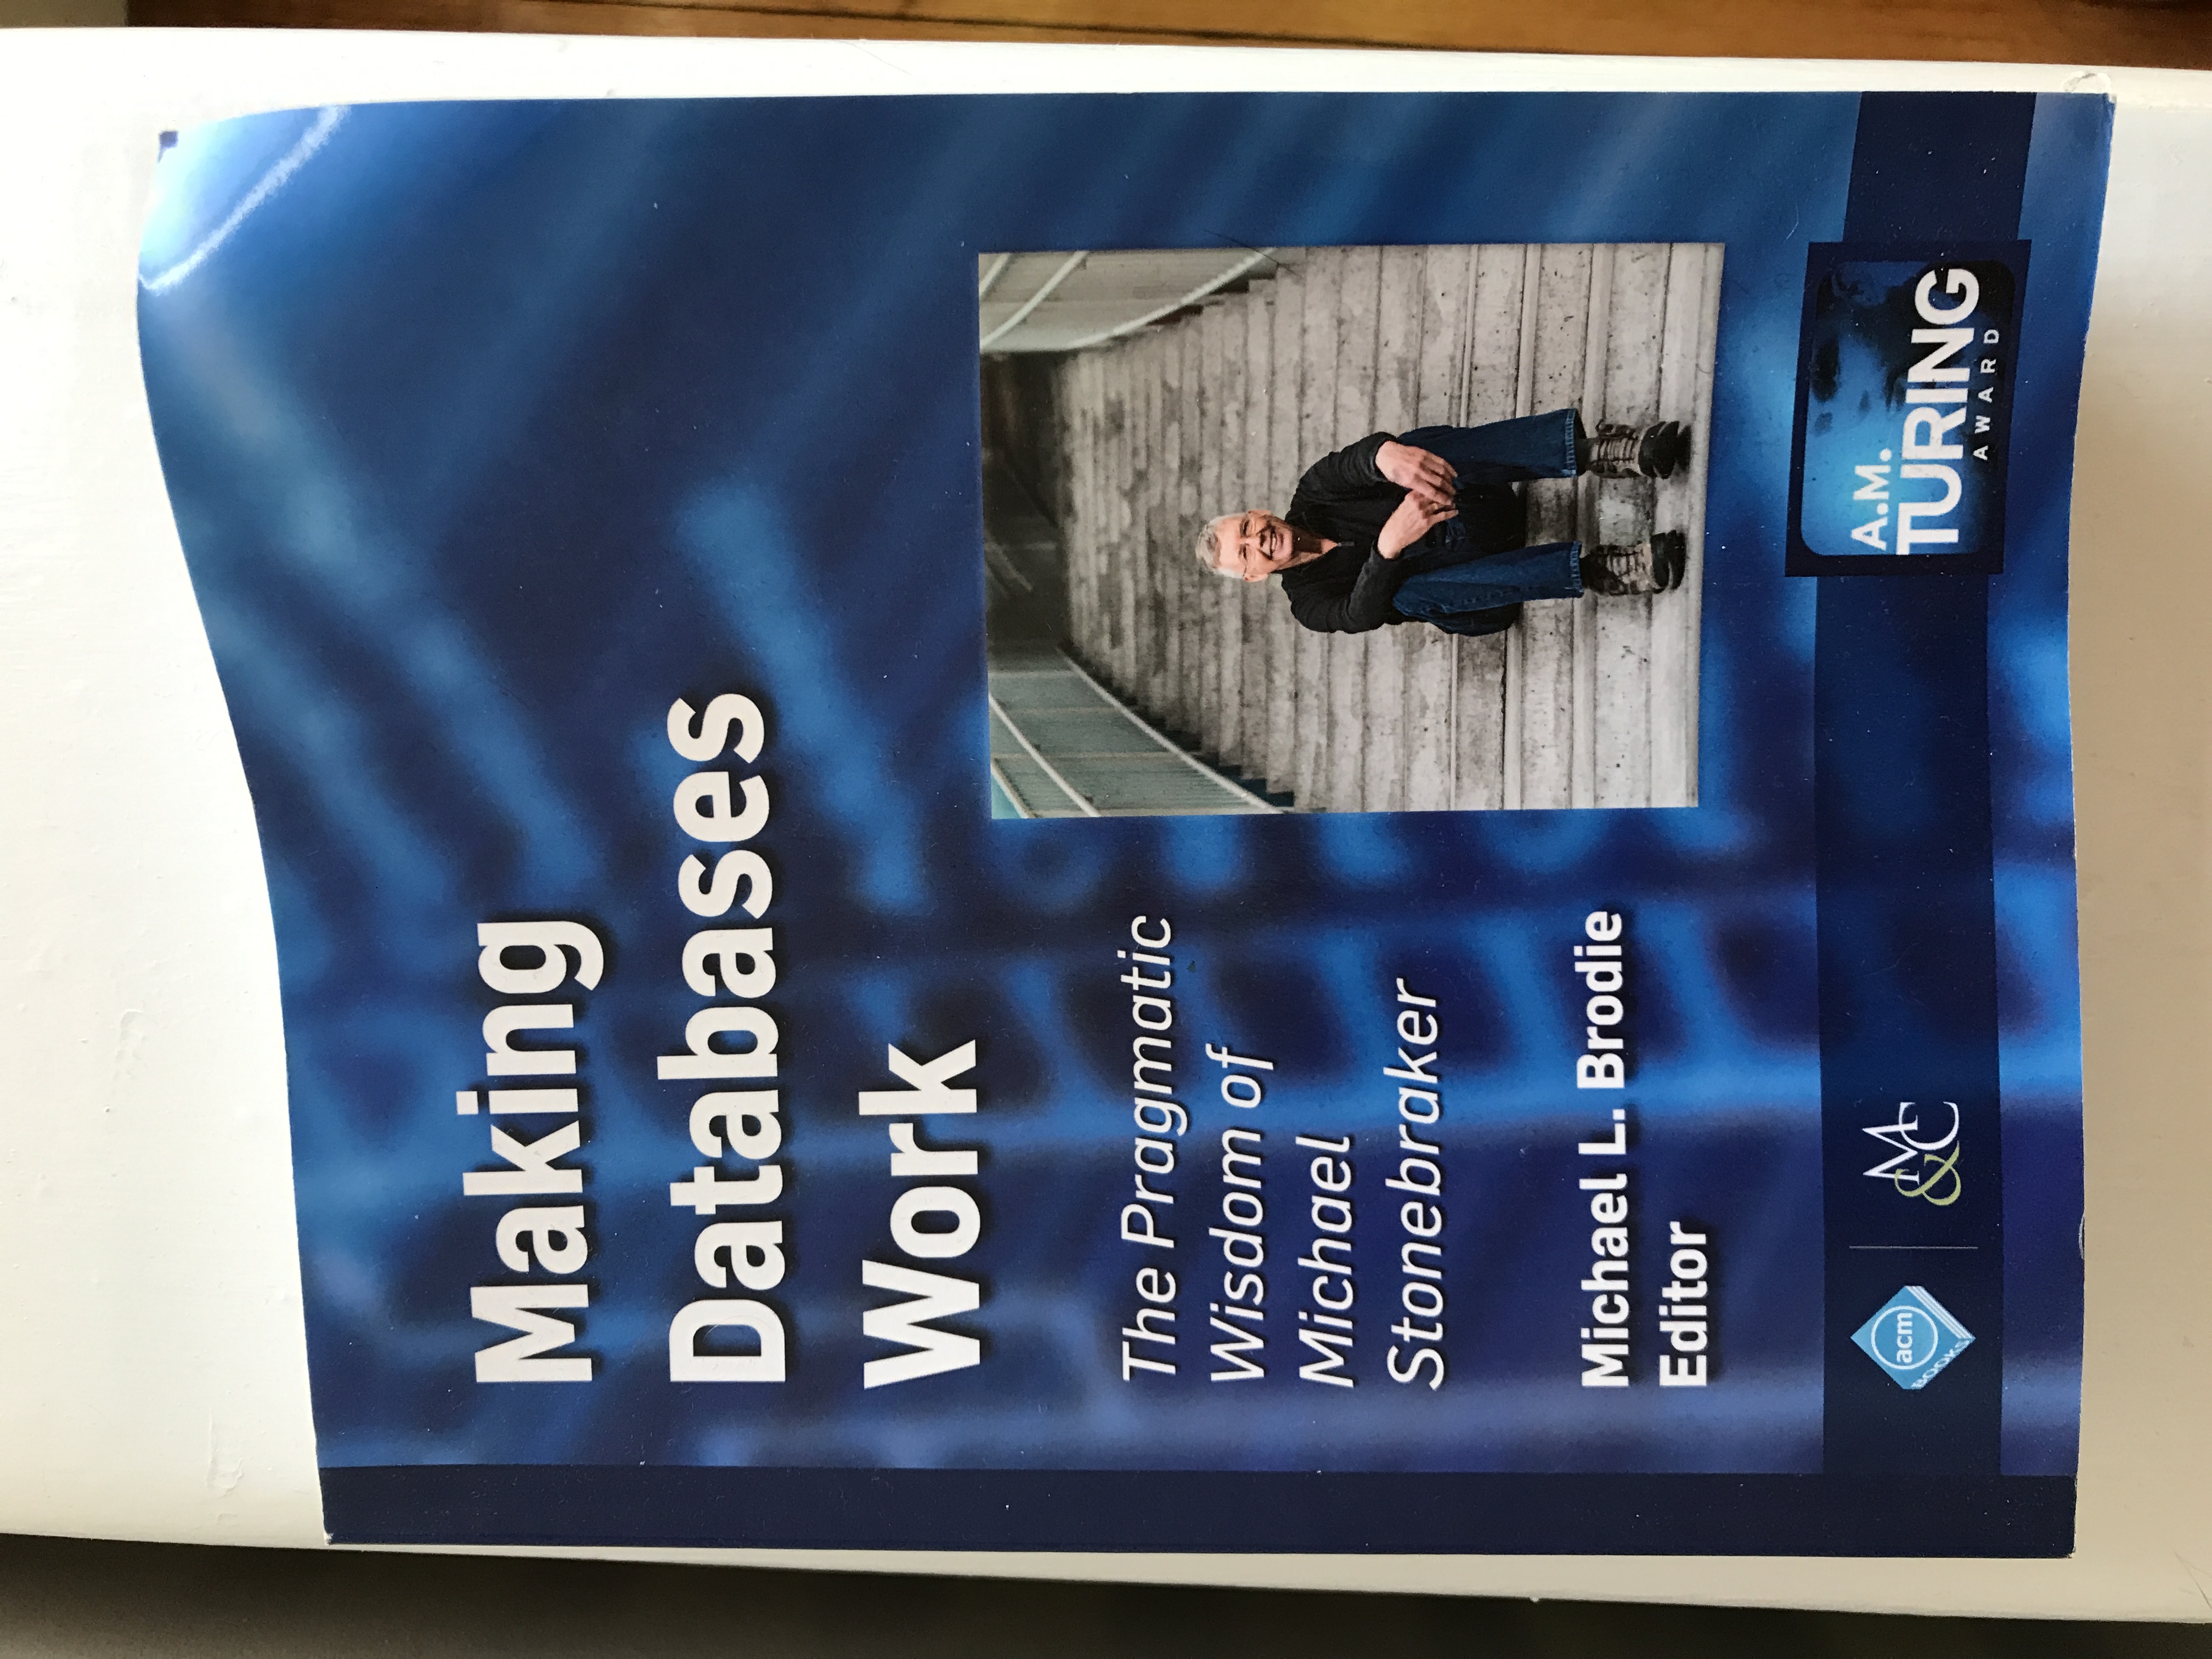 Making
Databases
Work
The Pragmatic
Wisdom of
Michael
Stonebraker
Michael L. Brodie
Editor
acm
BOOKS
M
&C
A.M.
TURING
AWARD